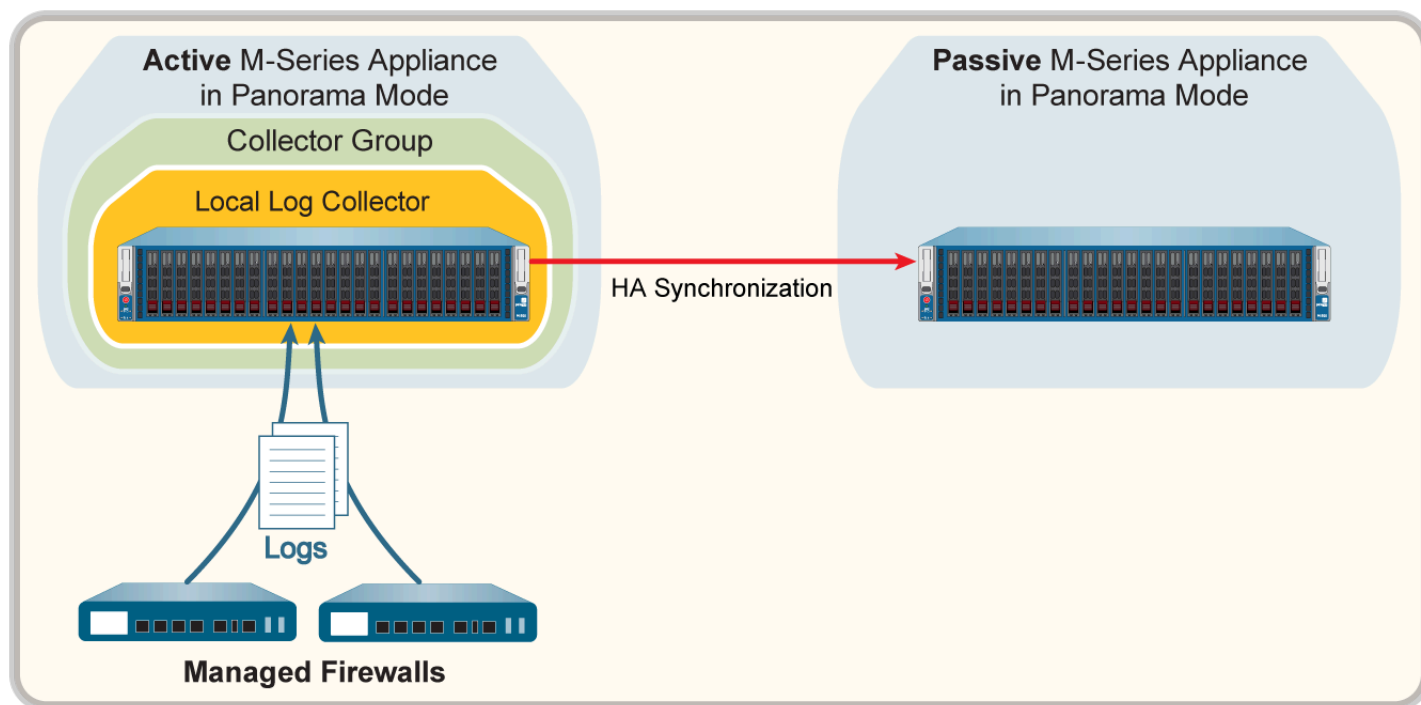 Active M-Series Appliance
in Panorama Mode
Collector Group
Local Log Collector
Passive M-Series Appliance
in Panorama Mode
HA Synchronization
Logs
Managed Firewalls